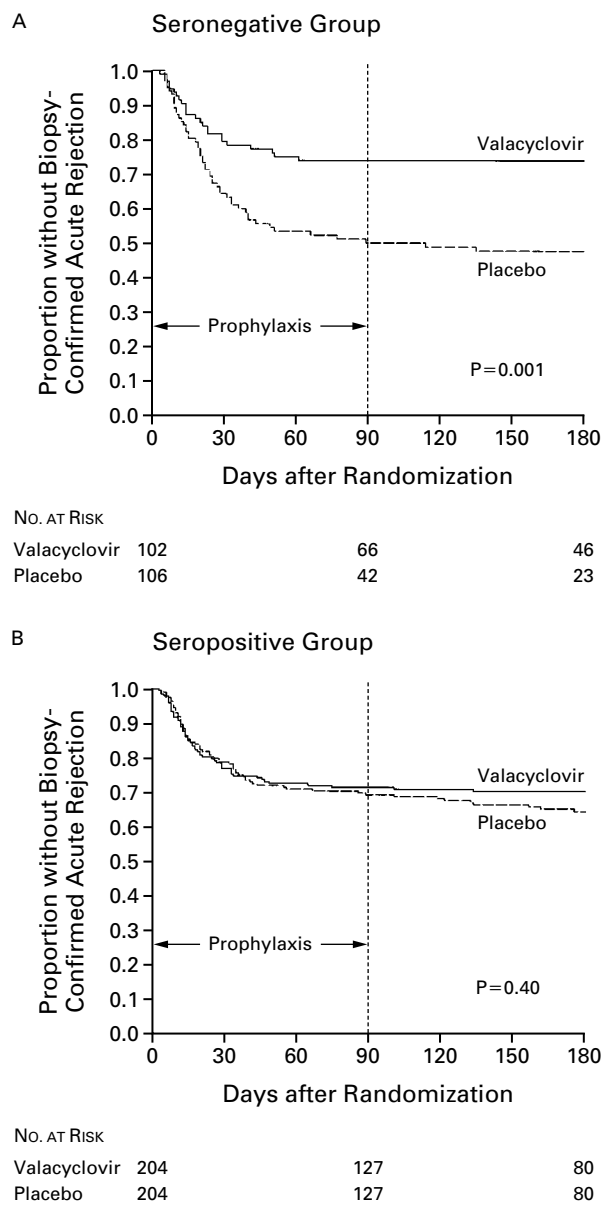 A
Seronegative Group
Proportion without Biopsy-
Confirmed Acute Rejection
1.0
0.9
0.8
0.7
0.6
0.5
0.4
0.3
0.2
0.1
0.0
Valacyclovir
Placebo
Prophylaxis
P=0.001
0 30 60 90 120 150 180
Days after Randomization
NO. AT RISK
Valacyclovir 102 66 46
Placebo 106 42 23
B
Seropositive Group
Proportion without Biopsy-
Confirmed Acute Rejection
1.0
0.9
0.8
0.7
0.6
0.5
0.4
0.3
0.2
0.1
0.0
Valacyclovir
Placebo
Prophylaxis
P=0.40
0 30 60 90 120 150 180
Days after Randomization
NO. AT RISK
Valacyclovir 204 127 80
Placebo 204 127 80